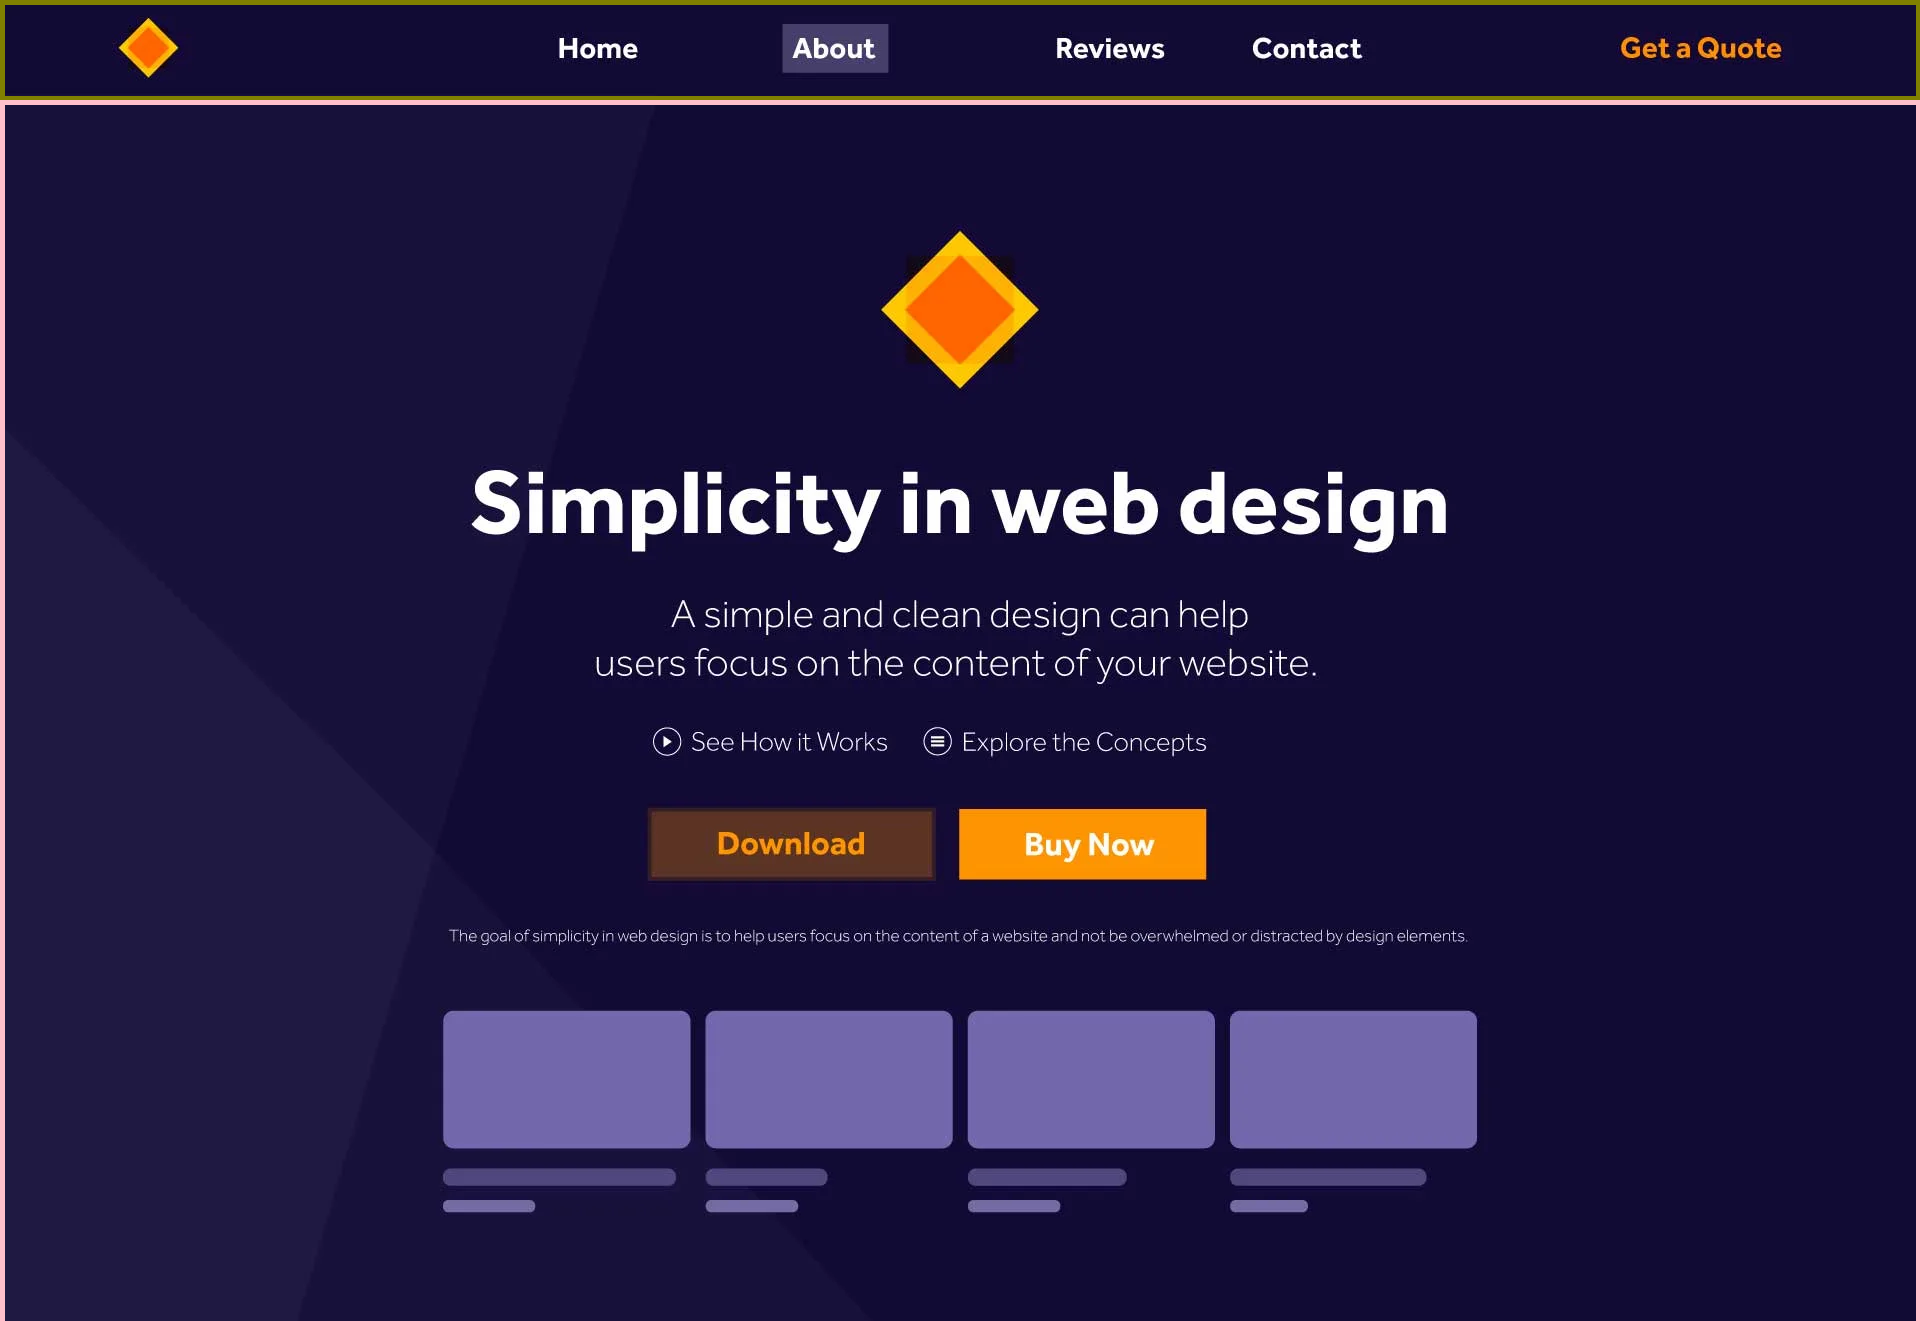 Home
About
Reviews
Contact
Get a Quote
Simplicity in web design
A simple and clean design can help
users focus on the content of your website.
See How it Works
Explore the Concepts
Download
Buy Now
The goal of simplicity in web design is to help users focus on the content of a website and not be overwhelmed or distracted by design elements.